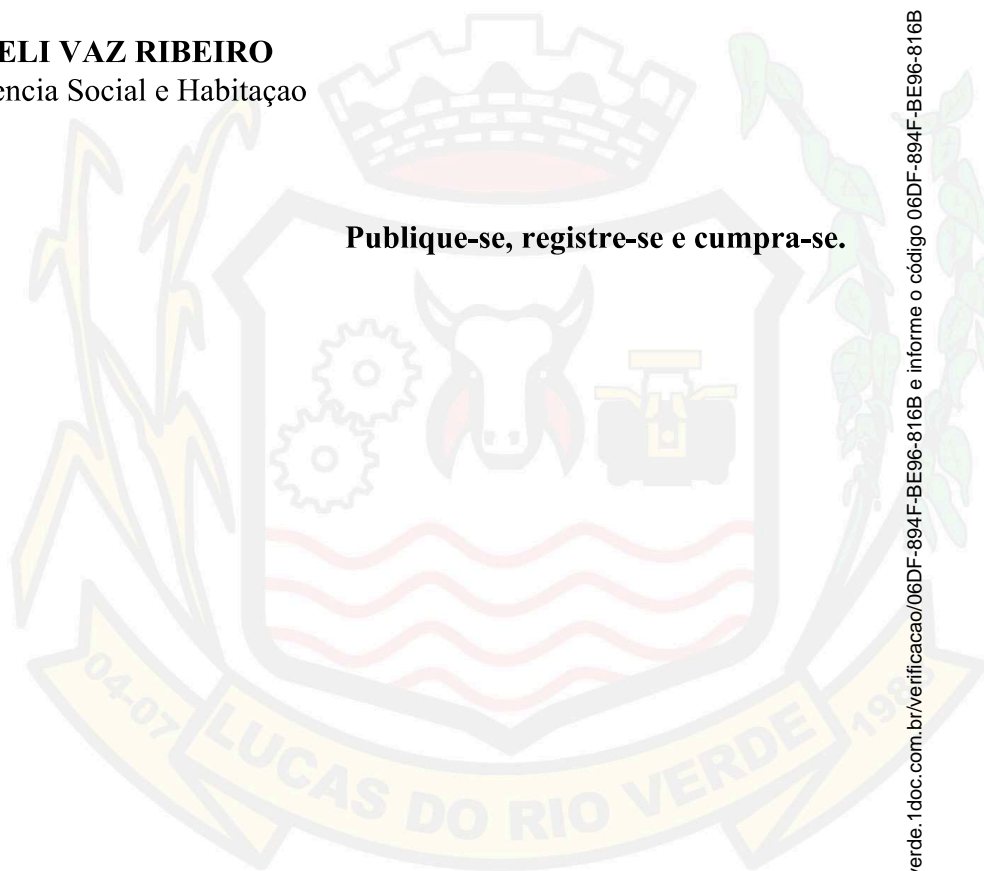 ELI VAZ RIBEIRO
encia Social e Habitaçao
Publique-se, registre-se e cumpra-se.
04-07
LUCAS DO RIO VERDE
verde.1doc.com.br/verificacao/06DF-894F-BE96-816B e informe o código 06DF-894F-BE96-816B